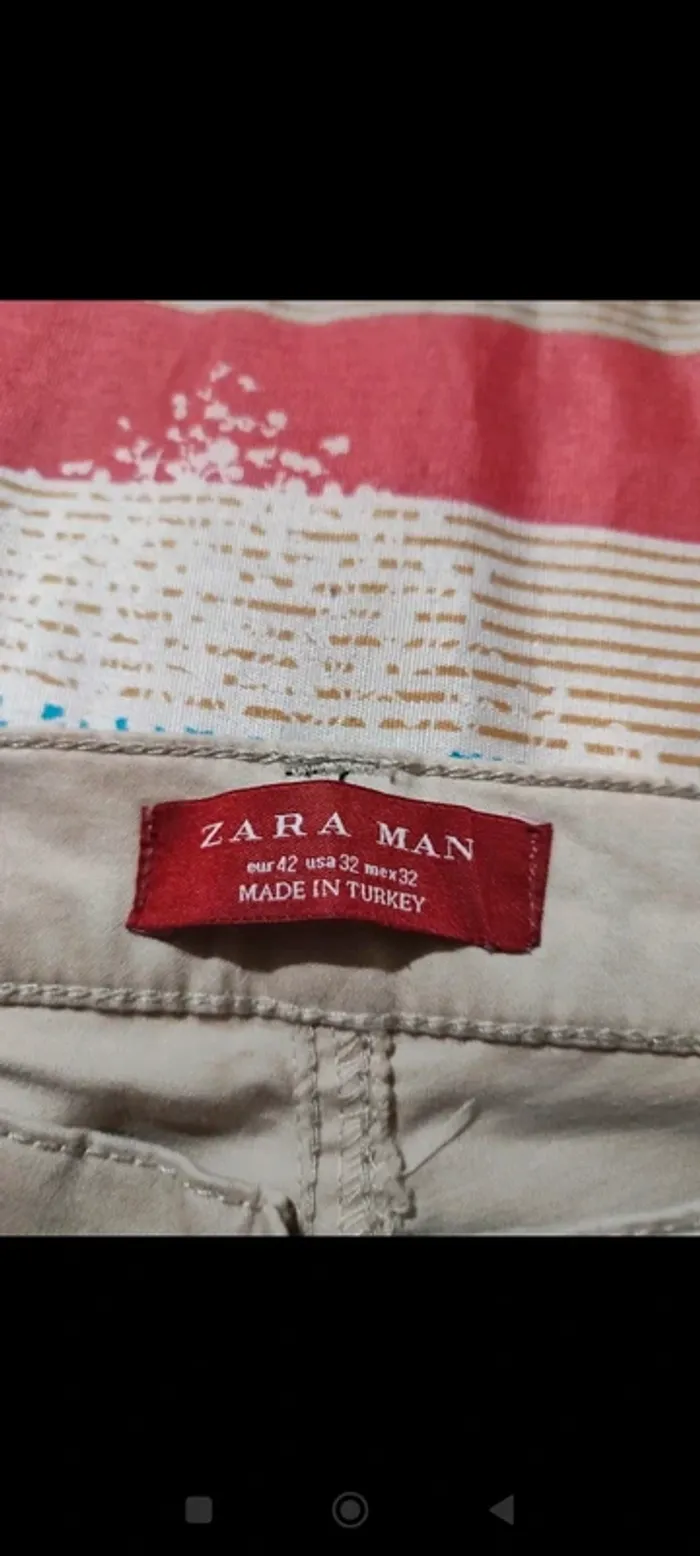 ZARA MAN
eur 42 usa 32 mex 32
MADE IN TURKEY